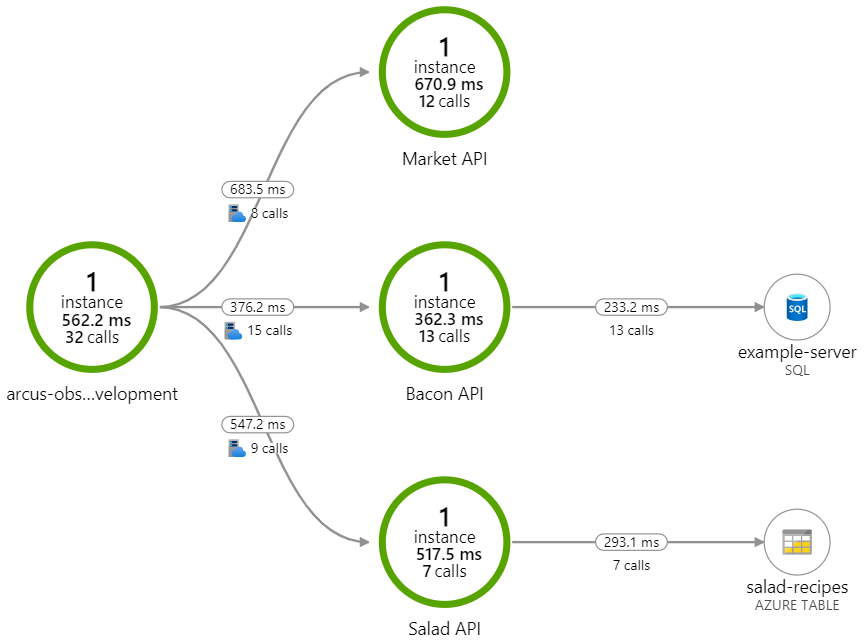 1
instance
670.9 ms
12 calls
Market API
683.5 ms
8 calls
1
instance
562.2 ms
32 calls
arcus-obs...velopment
376.2 ms
15 calls
1
instance
362.3 ms
13 calls
Bacon API
233.2 ms
13 calls
SQL
example-server
SQL
547.2 ms
9 calls
1
instance
517.5 ms
7 calls
Salad API
293.1 ms
7 calls
salad-recipes
AZURE TABLE